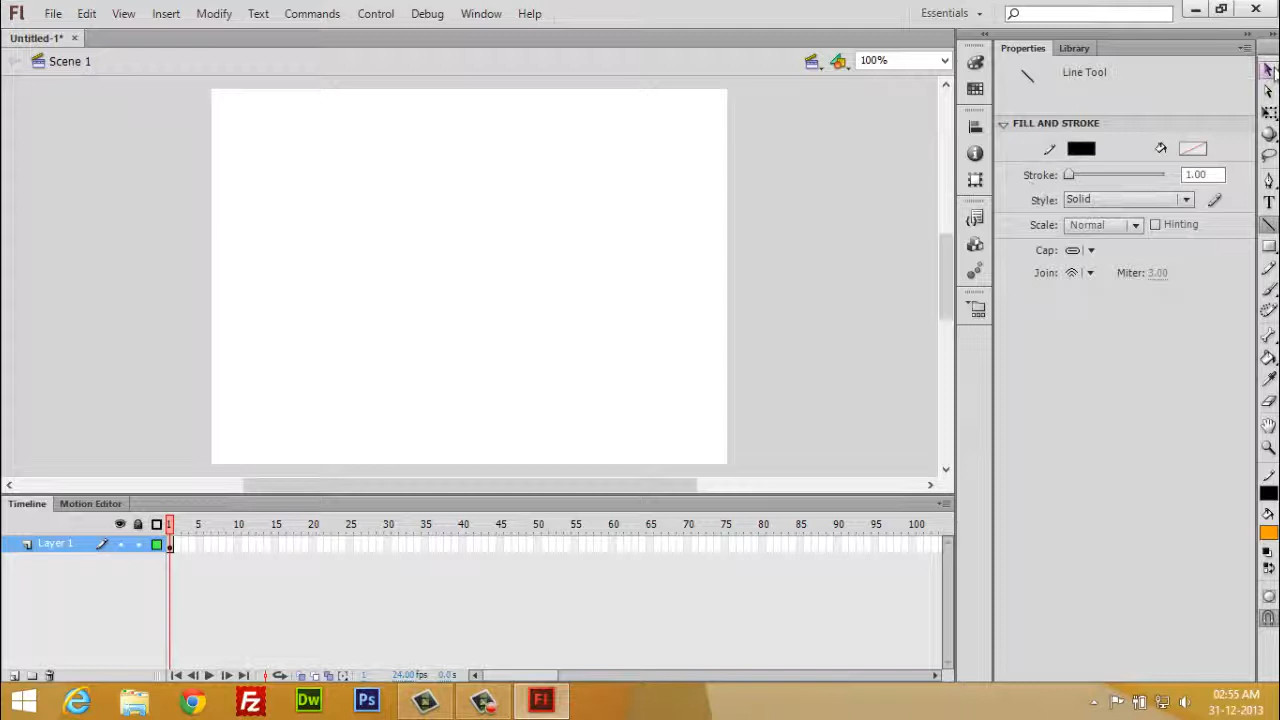 Fl File Edit View Insert Modify Text Commands Control Debug Window Help Essentials
Untitled-1* ×
Scene 1 100%
Properties Library
Line Tool
FILL AND STROKE
Stroke: 1.00
Style: Solid
Scale: Normal Hinting
Cap:
Join: Miter: 3.00
T
Timeline Motion Editor
1 5 10 15 20 25 30 35 40 45 50 55 60 65 70 75 80 85 90 95 100
Layer 1
1 24.00 fps 0.0 s
Fz Dw Ps Fl
02:55 AM
31-12-2013